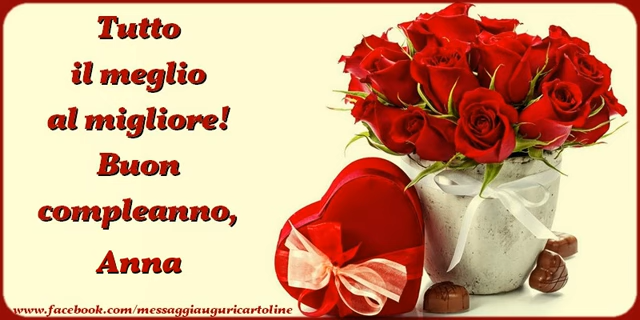 Tutto
il meglio
al migliore!
Buon
compleanno,
Anna
www.facebook.com/messaggiauguricartoline